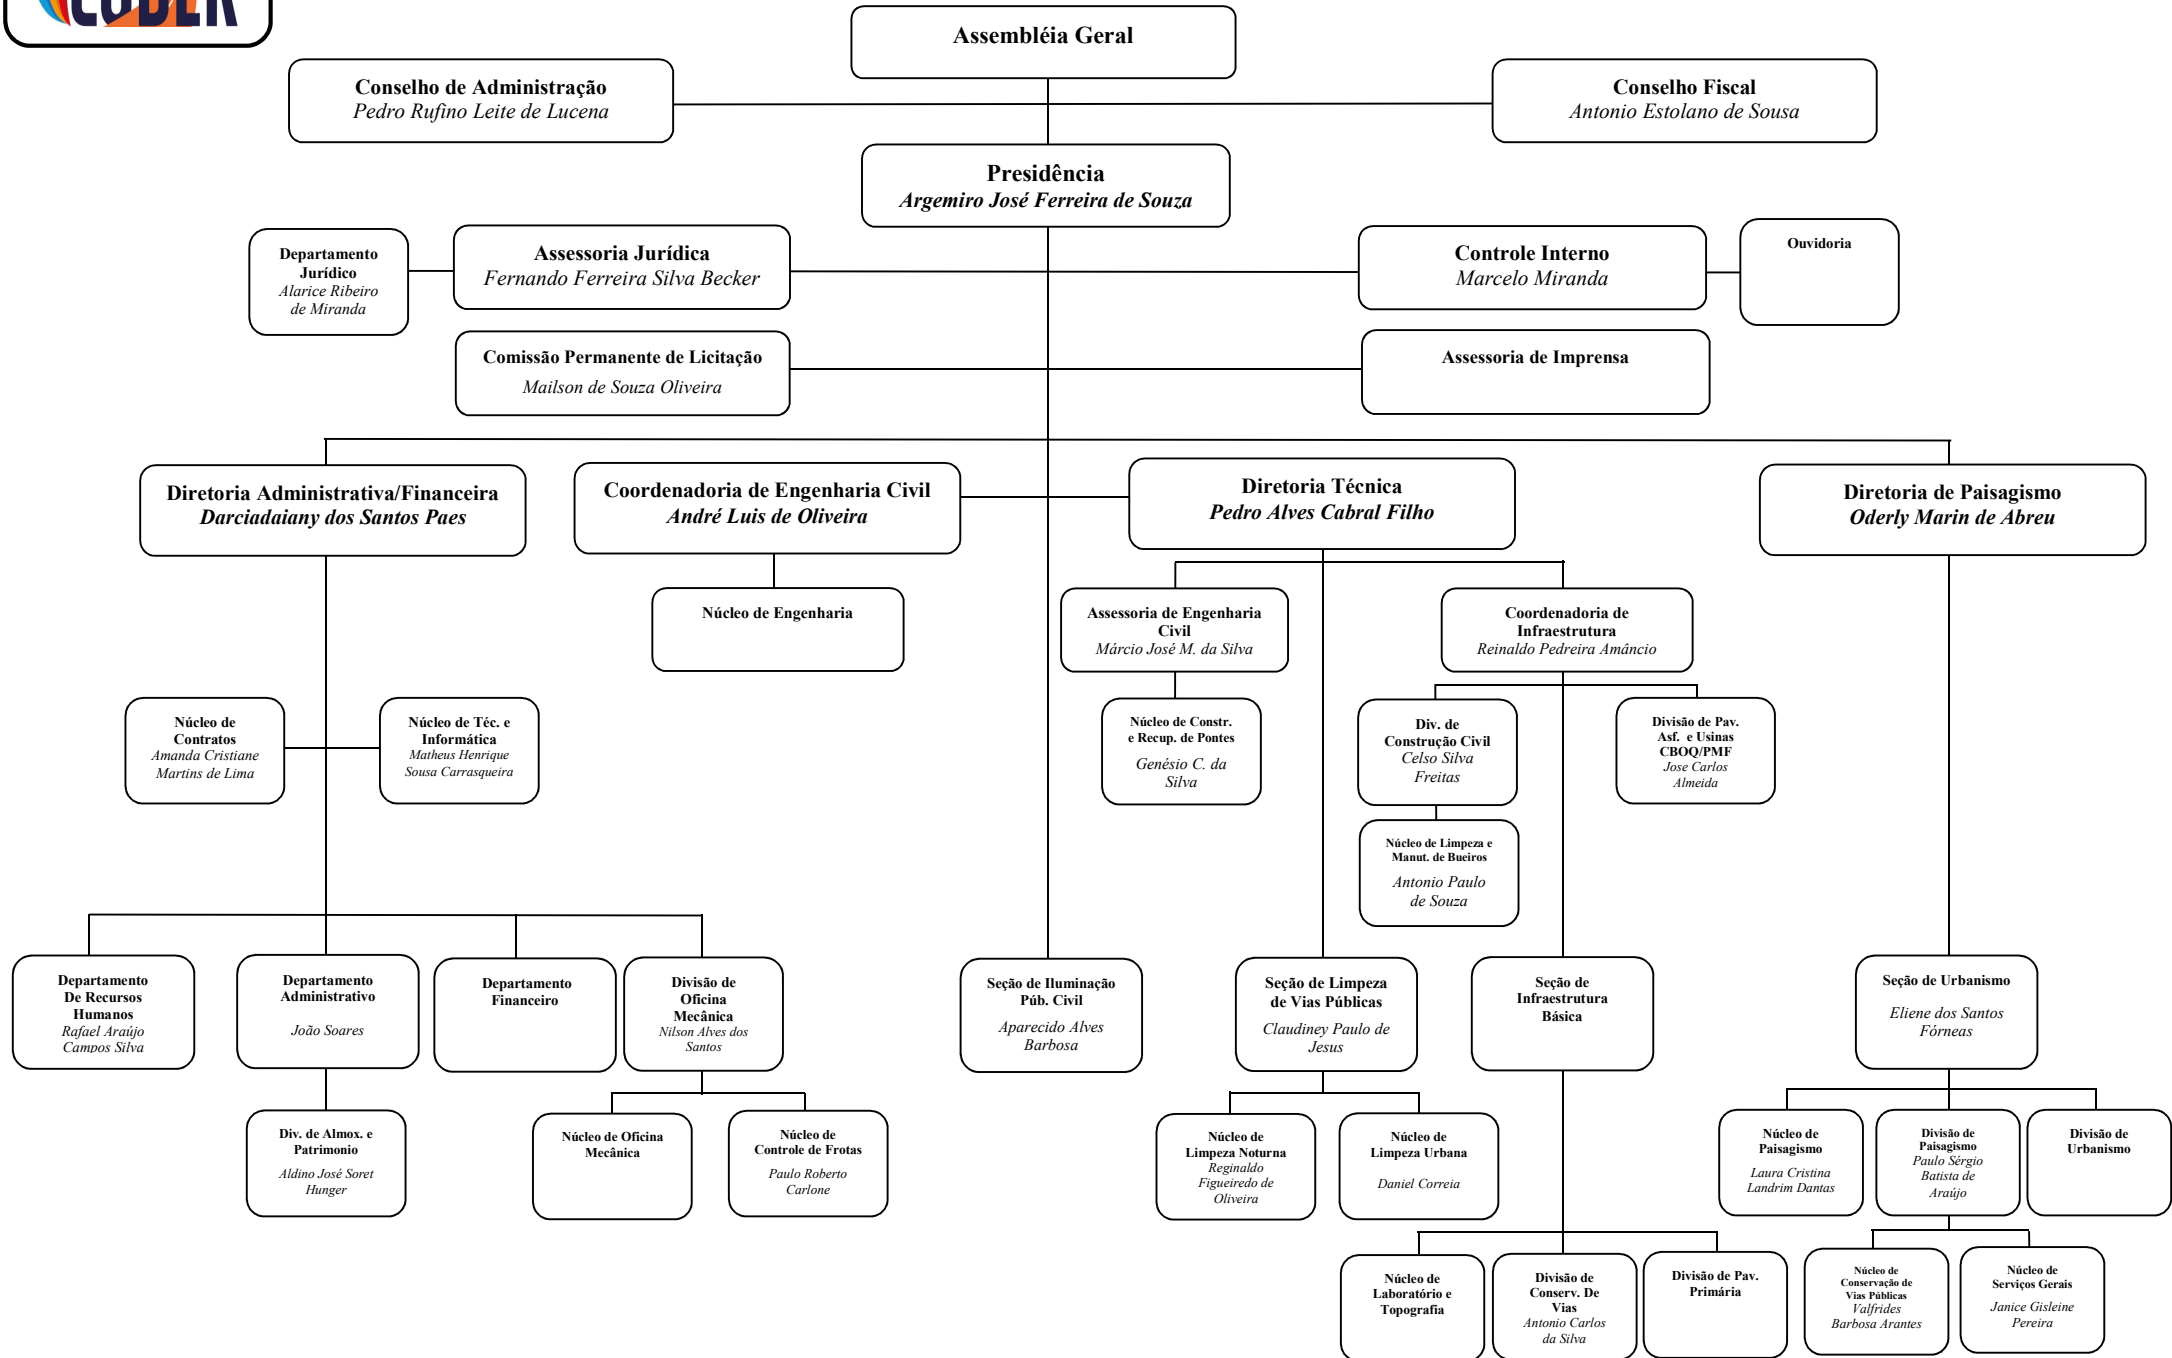 CODER
Assembléia Geral
Conselho de Administração
Pedro Rufino Leite de Lucena
Conselho Fiscal
Antonio Estolano de Sousa
Presidência
Argemiro José Ferreira de Souza
Departamento
Jurídico
Alarice Ribeiro
de Miranda
Assessoria Jurídica
Fernando Ferreira Silva Becker
Controle Interno
Marcelo Miranda
Ouvidoria
Comissão Permanente de Licitação
Mailson de Souza Oliveira
Assessoria de Imprensa
Diretoria Administrativa/Financeira
Darciadaiany dos Santos Paes
Coordenadoria de Engenharia Civil
André Luis de Oliveira
Diretoria Técnica
Pedro Alves Cabral Filho
Diretoria de Paisagismo
Oderly Marin de Abreu
Núcleo de Engenharia
Assessoria de Engenharia
Civil
Márcio José M. da Silva
Coordenadoria de
Infraestrutura
Reinaldo Pedreira Amâncio
Núcleo de
Contratos
Amanda Cristiane
Martins de Lima
Núcleo de Téc. e
Informática
Matheus Henrique
Sousa Carrasqueira
Núcleo de Constr.
e Recup. de Pontes
Genésio C. da
Silva
Div. de
Construção Civil
Celso Silva
Freitas
Divisão de Pav.
Asf. e Usinas
CBOQ/PMF
Jose Carlos
Almeida
Núcleo de Limpeza e
Manut. de Bueiros
Antonio Paulo
de Souza
Departamento
De Recursos
Humanos
Rafael Araújo
Campos Silva
Departamento
Administrativo
João Soares
Departamento
Financeiro
Divisão de
Oficina
Mecânica
Nilson Alves dos
Santos
Seção de Iluminação
Púb. Civil
Aparecido Alves
Barbosa
Seção de Limpeza
de Vias Públicas
Claudiney Paulo de
Jesus
Seção de
Infraestrutura
Básica
Seção de Urbanismo
Eliene dos Santos
Fórneas
Div. de Almox. e
Patrimonio
Aldino José Soret
Hunger
Núcleo de Oficina
Mecânica
Núcleo de
Controle de Frotas
Paulo Roberto
Carlone
Núcleo de
Limpeza Noturna
Reginaldo
Figueiredo de
Oliveira
Núcleo de
Limpeza Urbana
Daniel Correia
Núcleo de
Paisagismo
Laura Cristina
Landrim Dantas
Divisão de
Paisagismo
Paulo Sérgio
Batista de
Araújo
Divisão de
Urbanismo
Núcleo de
Laboratório e
Topografia
Divisão de
Conserv. De
Vias
Antonio Carlos
da Silva
Divisão de Pav.
Primária
Núcleo de
Conservação de
Vias Públicas
Valfrides
Barbosa Arantes
Núcleo de
Serviços Gerais
Janice Gisleine
Pereira